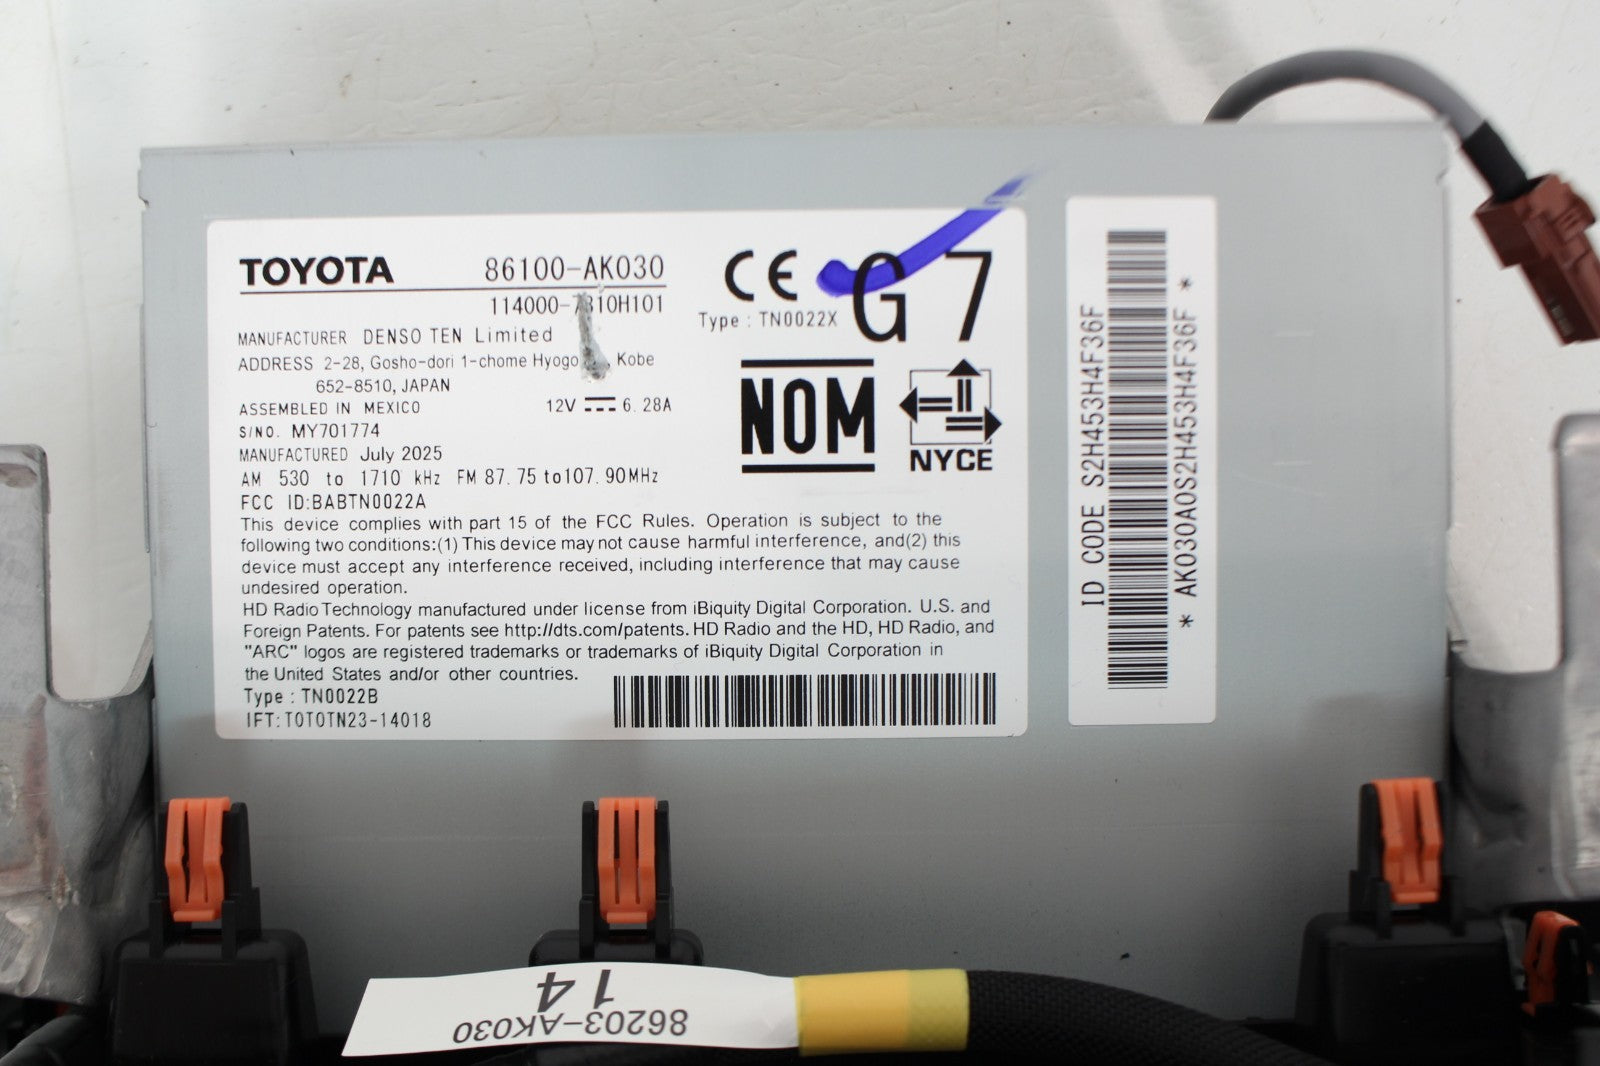 TOYOTA 86100-AK030
114000-7310H101
MANUFACTURER DENSO TEN Limited
ADDRESS 2-28, Gosho-dori 1-chome Hyogo Kobe
652-8510, JAPAN
ASSEMBLED IN MEXICO 12V 6.28A
S/NO. MY701774
MANUFACTURED July 2025
AM 530 to 1710 kHz FM 87.75 to107.90MHz
FCC ID:BABTN0022A
This device complies with part 15 of the FCC Rules. Operation is subject to the
following two conditions:(1) This device may not cause harmful interference, and(2) this
device must accept any interference received, including interference that may cause
undesired operation.
HD Radio Technology manufactured under license from iBiquity Digital Corporation. U.S. and
Foreign Patents. For patents see http://dts.com/patents. HD Radio and the HD, HD Radio, and
"ARC" logos are registered trademarks or trademarks of iBiquity Digital Corporation in
the United States and/or other countries.
Type : TN0022B
IFT:TOTOTN23-14018
CE
Type : TN0022X
G7
NOM
NYCE
ID CODE S2H453H4F36F
* AK030A0S2H453H4F36F *
86203-AK030
14